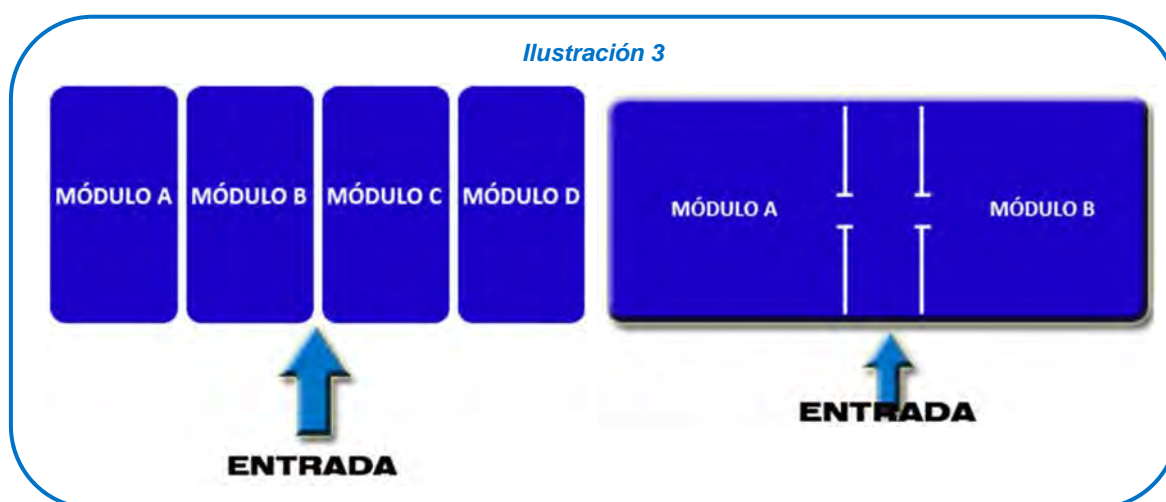 Ilustración 3
MÓDULO A MÓDULO B MÓDULO C MÓDULO D
ENTRADA
MÓDULO A MÓDULO B
ENTRADA